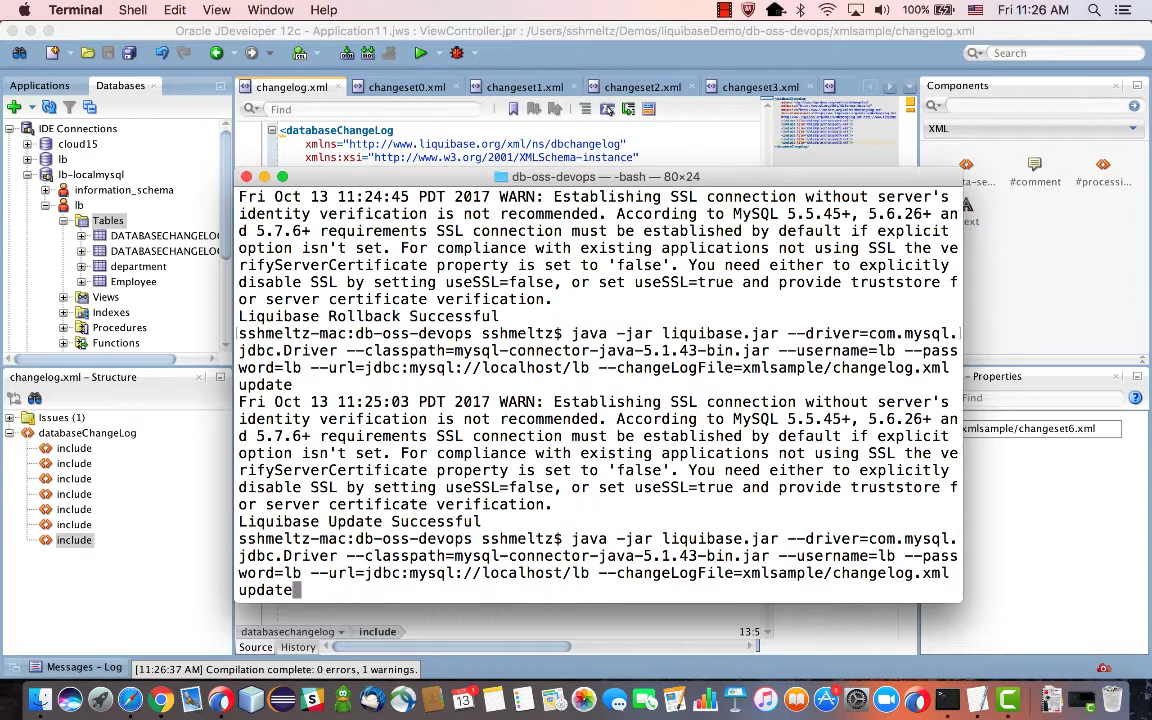 Terminal Shell Edit View Window Help 100% Fri 11:26 AM
Oracle JDeveloper 12c - Application11.jws : ViewController.jpr : /Users/sshmeltz/Demos/liquibaseDemo/db-oss-devops/xmlsample/changelog.xml
Search
Applications
Databases
changelog.xml
changeset0.xml
changeset1.xml
changeset2.xml
changeset3.xml
Components
Find
XML
IDE Connections
cloud15
lb
lb-localmysql
information_schema
lb
Tables
DATABASECHANGELOG
DATABASECHANGELOG
department
Employee
Views
Indexes
Procedures
Functions
<databaseChangeLog
xmlns="http://www.liquibase.org/xml/ns/dbchangelog"
xmlns:xsi="http://www.w3.org/2001/XMLSchema-instance"
#comment
#processi...
db-oss-devops — -bash — 80×24
Fri Oct 13 11:24:45 PDT 2017 WARN: Establishing SSL connection without server's
identity verification is not recommended. According to MySQL 5.5.45+, 5.6.26+ an
d 5.7.6+ requirements SSL connection must be established by default if explicit
option isn't set. For compliance with existing applications not using SSL the ve
rifyServerCertificate property is set to 'false'. You need either to explicitly
disable SSL by setting useSSL=false, or set useSSL=true and provide truststore f
or server certificate verification.
Liquibase Rollback Successful
sshmeltz-mac:db-oss-devops sshmeltz$ java -jar liquibase.jar --driver=com.mysql.
jdbc.Driver --classpath=mysql-connector-java-5.1.43-bin.jar --username=lb --pass
word=lb --url=jdbc:mysql://localhost/lb --changeLogFile=xmlsample/changelog.xml
update
Fri Oct 13 11:25:03 PDT 2017 WARN: Establishing SSL connection without server's
identity verification is not recommended. According to MySQL 5.5.45+, 5.6.26+ an
d 5.7.6+ requirements SSL connection must be established by default if explicit
option isn't set. For compliance with existing applications not using SSL the ve
rifyServerCertificate property is set to 'false'. You need either to explicitly
disable SSL by setting useSSL=false, or set useSSL=true and provide truststore f
or server certificate verification.
Liquibase Update Successful
sshmeltz-mac:db-oss-devops sshmeltz$ java -jar liquibase.jar --driver=com.mysql.
jdbc.Driver --classpath=mysql-connector-java-5.1.43-bin.jar --username=lb --pass
word=lb --url=jdbc:mysql://localhost/lb --changeLogFile=xmlsample/changelog.xml
update
changelog.xml - Structure
Issues (1)
databaseChangeLog
include
include
include
include
include
include
include
- Properties
Find
xmlsample/changeset6.xml
databasechangelog
include
13:5
Source
History
Messages - Log
[11:26:37 AM] Compilation complete: 0 errors, 1 warnings.